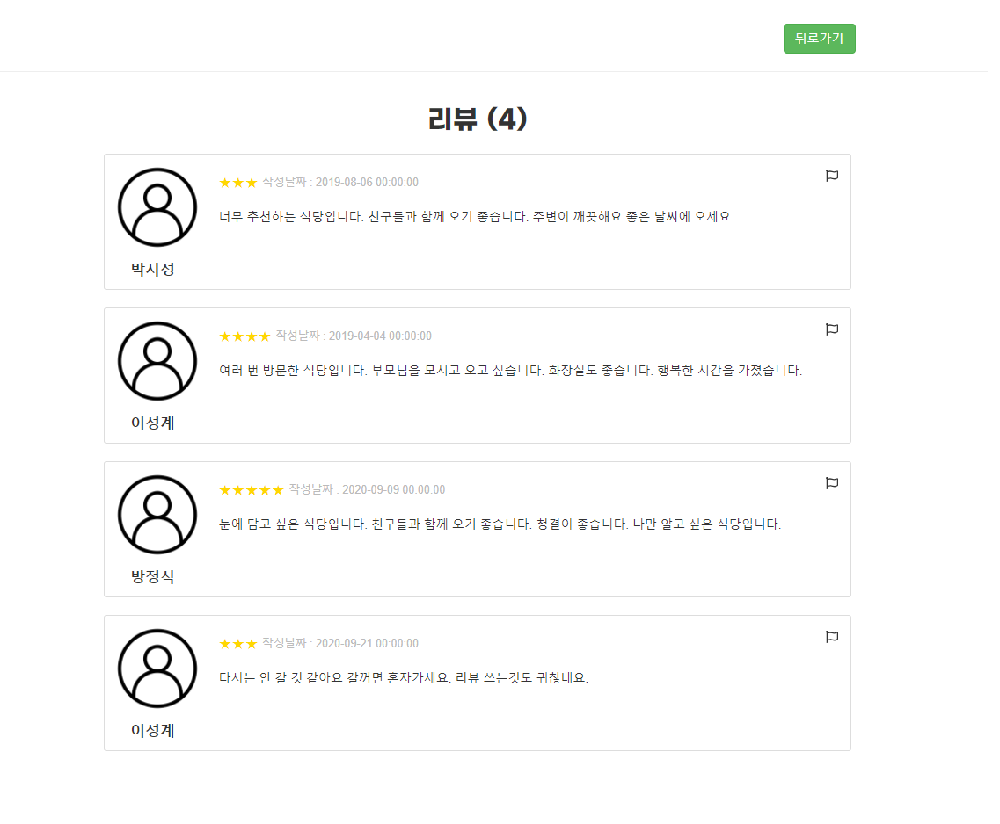 뒤로가기
리뷰 (4)
★★★ 작성날짜 : 2019-08-06 00:00:00
너무 추천하는 식당입니다. 친구들과 함께 오기 좋습니다. 주변이 깨끗해요 좋은 날씨에 오세요
박지성
★★★★ 작성날짜 : 2019-04-04 00:00:00
여러 번 방문한 식당입니다. 부모님을 모시고 오고 싶습니다. 화장실도 좋습니다. 행복한 시간을 가졌습니다.
이성계
★★★★★ 작성날짜 : 2020-09-09 00:00:00
눈에 담고 싶은 식당입니다. 친구들과 함께 오기 좋습니다. 청결이 좋습니다. 나만 알고 싶은 식당입니다.
방정식
★★★ 작성날짜 : 2020-09-21 00:00:00
다시는 안 갈 것 같아요 갈꺼면 혼자가세요. 리뷰 쓰는것도 귀찮네요.
이성계